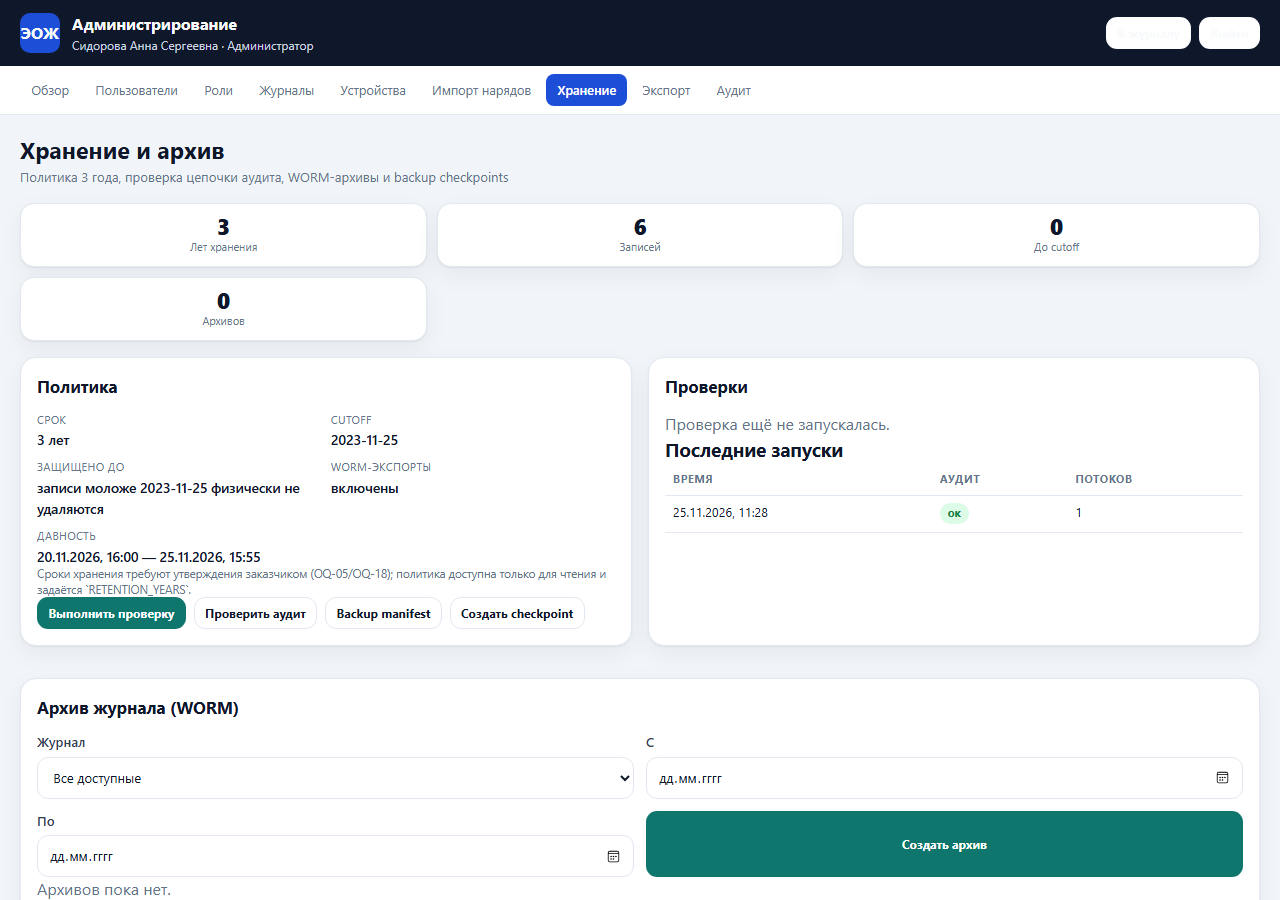 ЭОЖ
Администрирование
Сидорова Анна Сергеевна · Администратор
Обзор
Пользователи
Роли
Журналы
Устройства
Импорт нарядов
Хранение
Экспорт
Аудит
Хранение и архив
Политика 3 года, проверка цепочки аудита, WORM-архивы и backup checkpoints
3
Лет хранения
6
Записей
0
До cutoff
0
Архивов
Политика
СРОК
3 лет
CUTOFF
2023-11-25
ЗАЩИЩЕНО ДО
записи моложе 2023-11-25 физически не
удаляются
WORM-ЭКСПОРТЫ
включены
ДАВНОСТЬ
20.11.2026, 16:00 — 25.11.2026, 15:55
Сроки хранения требуют утверждения заказчиком (OQ-05/OQ-18); политика доступна только для чтения и
задаётся `RETENTION_YEARS`.
Выполнить проверку
Проверить аудит
Backup manifest
Создать checkpoint
Проверки
Проверка ещё не запускалась.
Последние запуски
ВРЕМЯ АУДИТ ПОТОКОВ
25.11.2026, 11:28 ок 1
Архив журнала (WORM)
Журнал
Все доступные
С
дд.мм.гггг
По
дд.мм.гггг
Создать архив
Архивов пока нет.